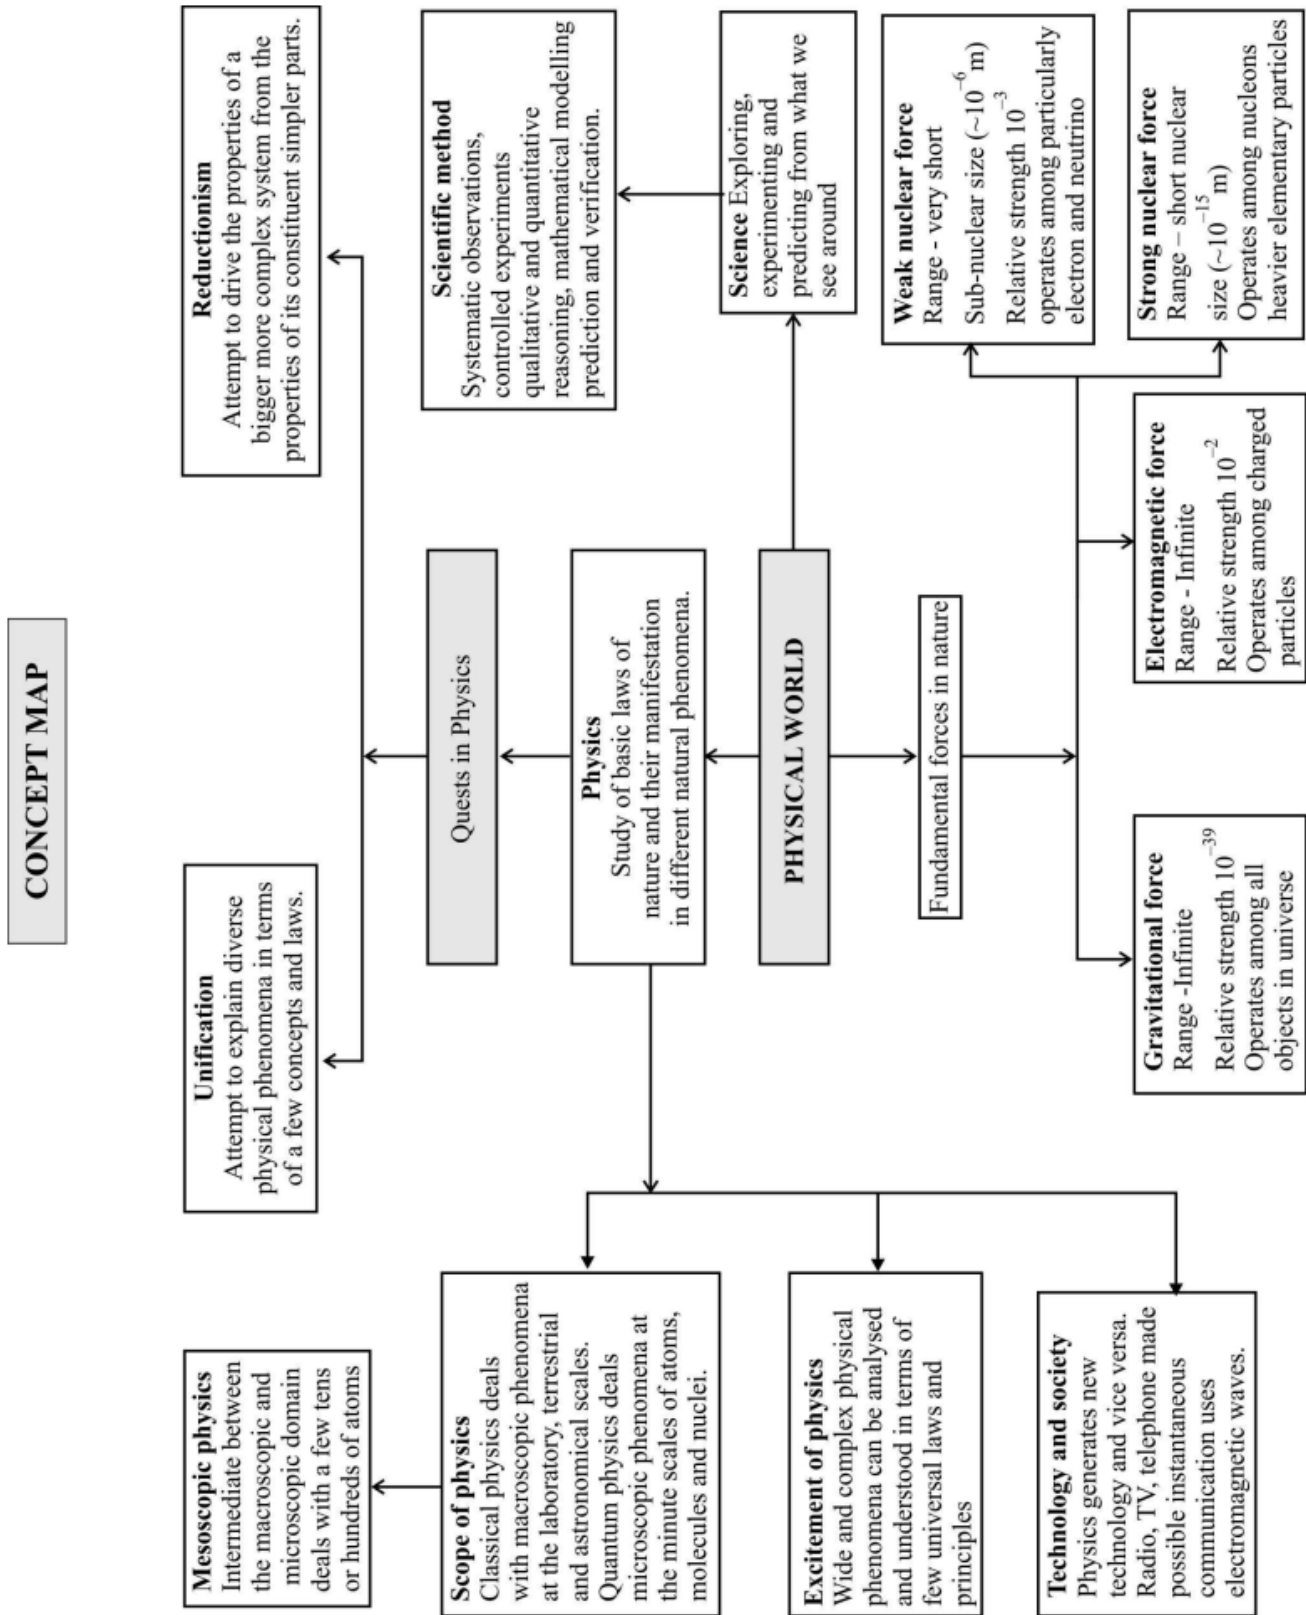 CONCEPT MAP
Unification
Attempt to explain diverse
physical phenomena in terms
of a few concepts and laws.
Reductionism
Attempt to drive the properties of a
bigger more complex system from the
properties of its constituent simpler parts.
Mesoscopic physics
Intermediate between
the macroscopic and
microscopic domain
deals with a few tens
or hundreds of atoms
Quests in Physics
Scientific method
Systematic observations,
controlled experiments
qualitative and quantitative
reasoning, mathematical modelling
prediction and verification.
Scope of physics
Classical physics deals
with macroscopic phenomena
at the laboratory, terrestrial
and astronomical scales.
Quantum physics deals
microscopic phenomena at
the minute scales of atoms,
molecules and nuclei.
Physics
Study of basic laws of
nature and their manifestation
in different natural phenomena.
Science Exploring,
experimenting and
predicting from what we
see around
PHYSICAL WORLD
Excitement of physics
Wide and complex physical
phenomena can be analysed
and understood in terms of
few universal laws and
principles
Fundamental forces in nature
Weak nuclear force
Range - very short
Sub-nuclear size (~10⁻⁶ m)
Relative strength 10⁻³
operates among particularly
electron and neutrino
Technology and society
Physics generates new
technology and vice versa.
Radio, TV, telephone made
possible instantaneous
communication uses
electromagnetic waves.
Gravitational force
Range -Infinite
Relative strength 10⁻³⁹
Operates among all
objects in universe
Electromagnetic force
Range - Infinite
Relative strength 10⁻²
Operates among charged
particles
Strong nuclear force
Range – short nuclear
size (~10⁻¹⁵ m)
Operates among nucleons
heavier elementary particles